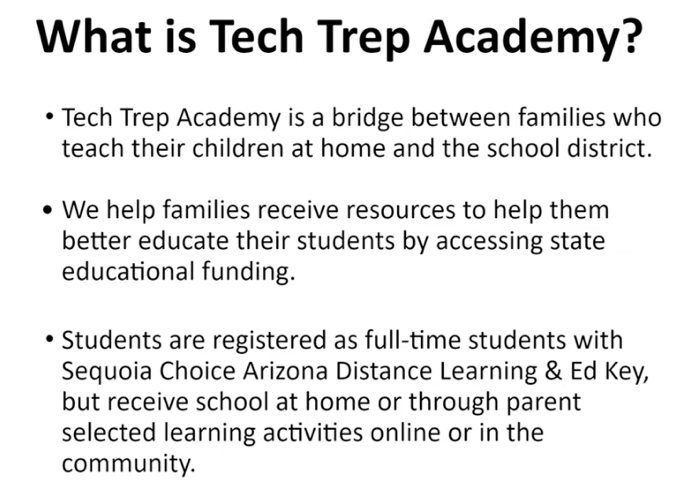 What is Tech Trep Academy?
• Tech Trep Academy is a bridge between families who
teach their children at home and the school district.
• We help families receive resources to help them
better educate their students by accessing state
educational funding.
• Students are registered as full-time students with
Sequoia Choice Arizona Distance Learning & Ed Key,
but receive school at home or through parent
selected learning activities online or in the
community.